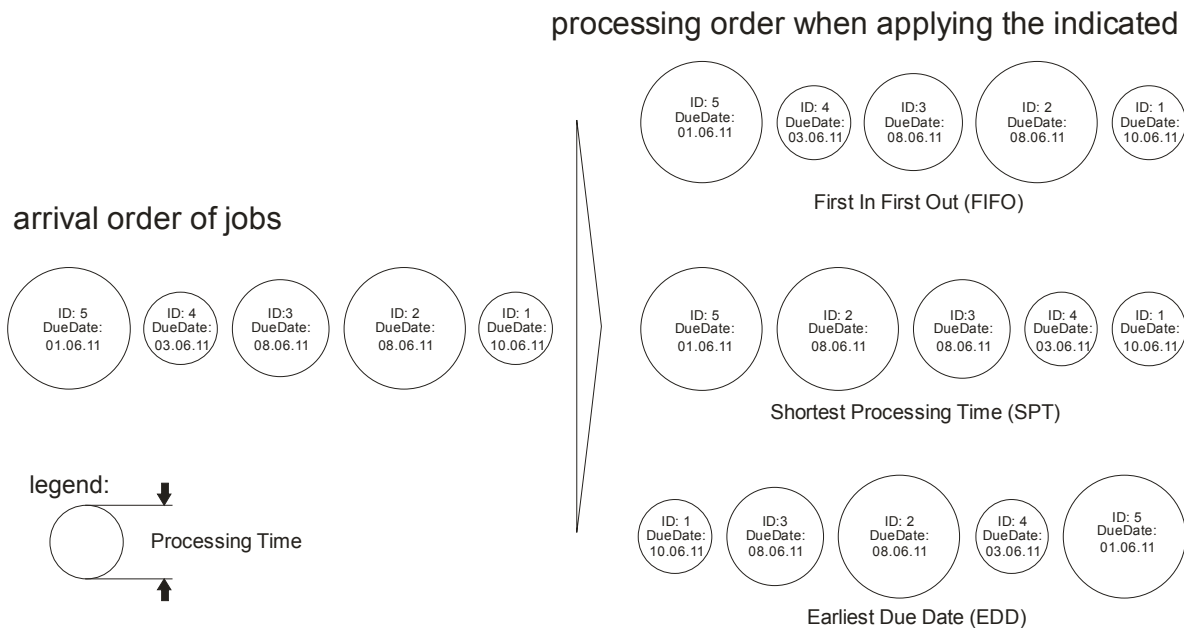 processing order when applying the indicated
ID: 5
DueDate:
01.06.11
ID: 4
DueDate:
03.06.11
ID:3
DueDate:
08.06.11
ID: 2
DueDate:
08.06.11
ID: 1
DueDate:
10.06.11
First In First Out (FIFO)
arrival order of jobs
ID: 5
DueDate:
01.06.11
ID: 4
DueDate:
03.06.11
ID:3
DueDate:
08.06.11
ID: 2
DueDate:
08.06.11
ID: 1
DueDate:
10.06.11
ID: 5
DueDate:
01.06.11
ID: 2
DueDate:
08.06.11
ID:3
DueDate:
08.06.11
ID: 4
DueDate:
03.06.11
ID: 1
DueDate:
10.06.11
Shortest Processing Time (SPT)
legend:
Processing Time
ID: 1
DueDate:
10.06.11
ID:3
DueDate:
08.06.11
ID: 2
DueDate:
08.06.11
ID: 4
DueDate:
03.06.11
ID: 5
DueDate:
01.06.11
Earliest Due Date (EDD)